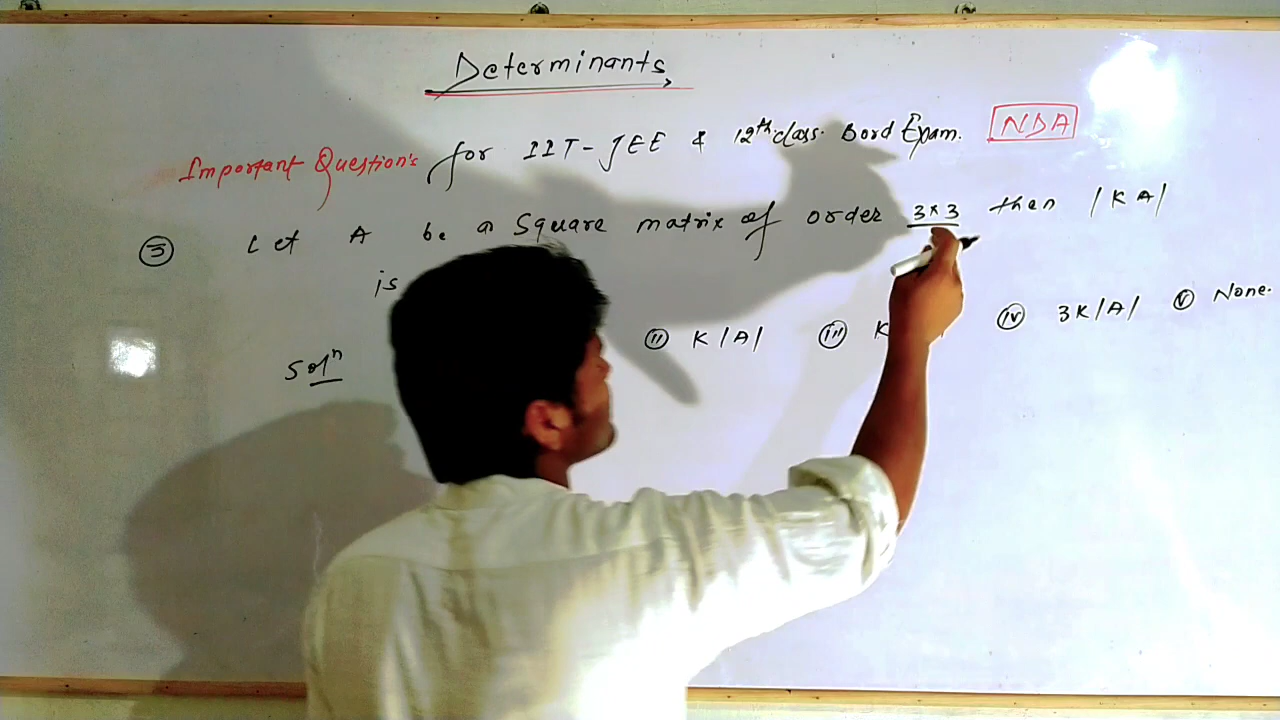 Determinants
Important Question's for IIT-JEE & 12th class. Bord Exam. NDA
③ Let A be a Square matrix of order 3×3 then |KA|
is
ii K|A| iii K iv 3K|A| v None.
Solⁿ